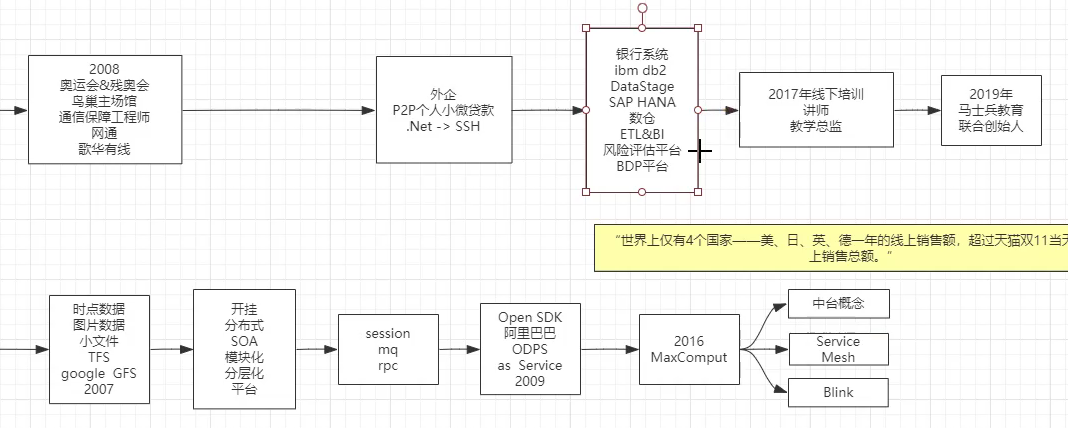 2008
奥运会&残奥会
鸟巢主场馆
通信保障工程师
网通
歌华有线
外企
P2P个人小微贷款
.Net -> SSH
银行系统
ibm db2
DataStage
SAP HANA
数仓
ETL&BI
风险评估平台
BDP平台
2017年线下培训
讲师
教学总监
2019年
马士兵教育
联合创始人
“世界上仅有4个国家——美、日、英、德一年的线上销售额，超过天猫双11当天
上销售总额。”
时点数据
图片数据
小文件
TFS
google GFS
2007
开挂
分布式
SOA
模块化
分层化
平台
session
mq
rpc
Open SDK
阿里巴巴
ODPS
as Service
2009
2016
MaxComput
中台概念
Service
Mesh
Blink